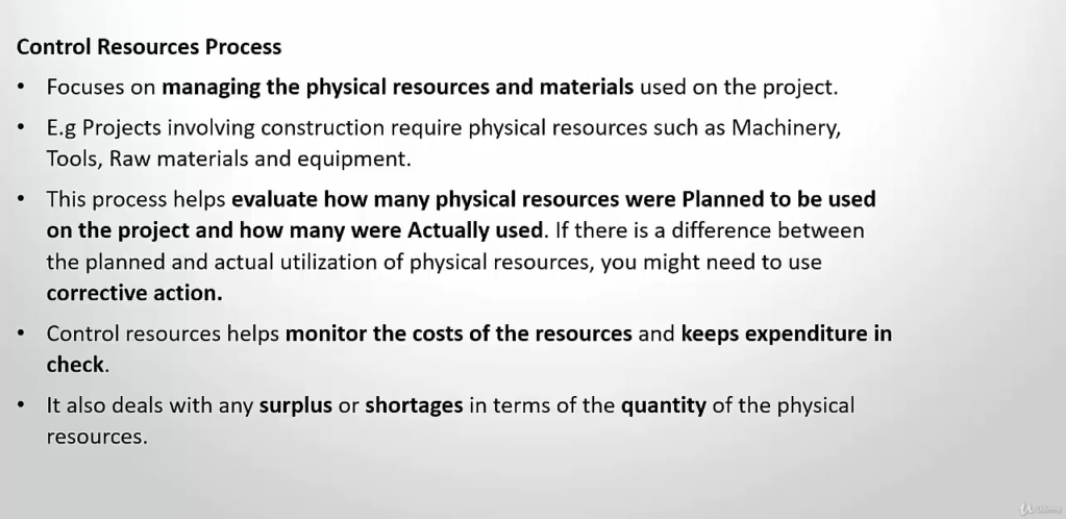 Control Resources Process
• Focuses on managing the physical resources and materials used on the project.
• E.g Projects involving construction require physical resources such as Machinery,
Tools, Raw materials and equipment.
• This process helps evaluate how many physical resources were Planned to be used
on the project and how many were Actually used. If there is a difference between
the planned and actual utilization of physical resources, you might need to use
corrective action.
• Control resources helps monitor the costs of the resources and keeps expenditure in
check.
• It also deals with any surplus or shortages in terms of the quantity of the physical
resources.
Udemy